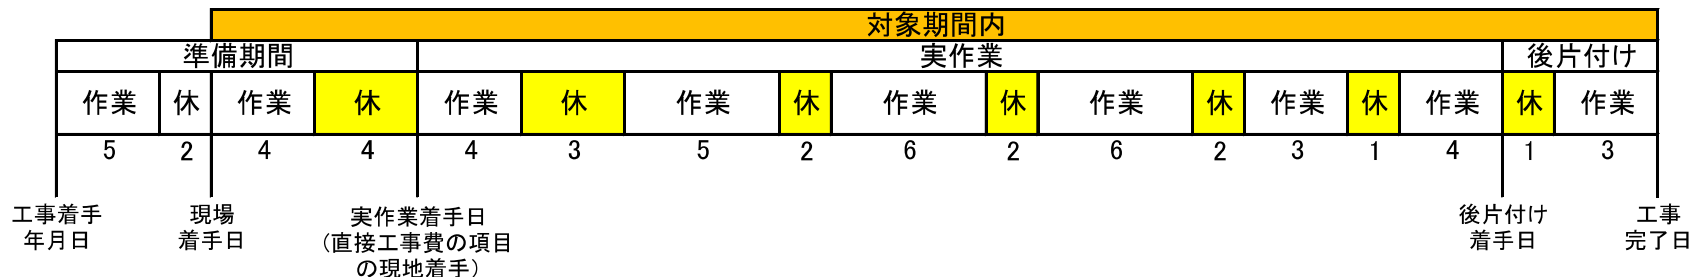 対象期間内
準備期間 実作業 後片付け
作業 休 作業 休 作業 休 作業 休 作業 休 作業 休 作業 休 作業 休 作業
5 2 4 4 4 3 5 2 6 2 6 2 3 1 4 1 3
工事着手
年月日
現場
着手日
実作業着手日
(直接工事費の項目
の現地着手)
後片付け
着手日
工事
完了日